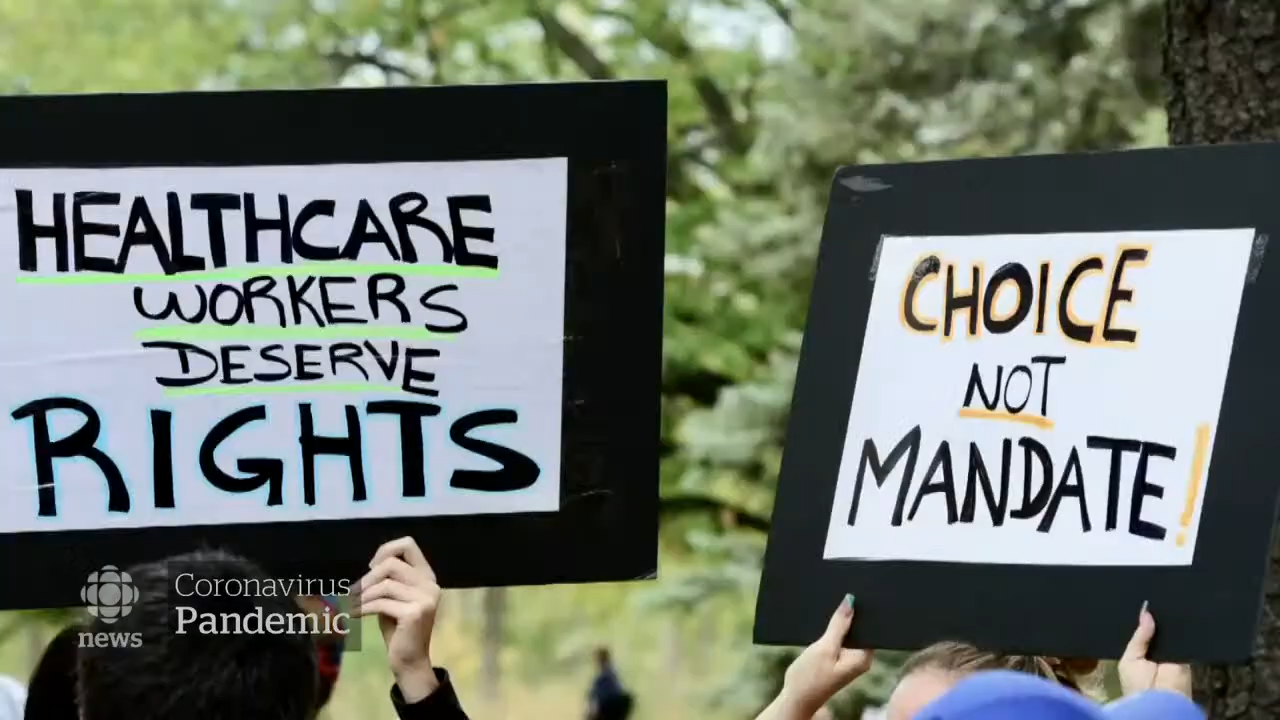 HEALTHCARE
WORKERS
DESERVE
RIGHTS
CHOICE
NOT
MANDATE!
news
Coronavirus
Pandemic